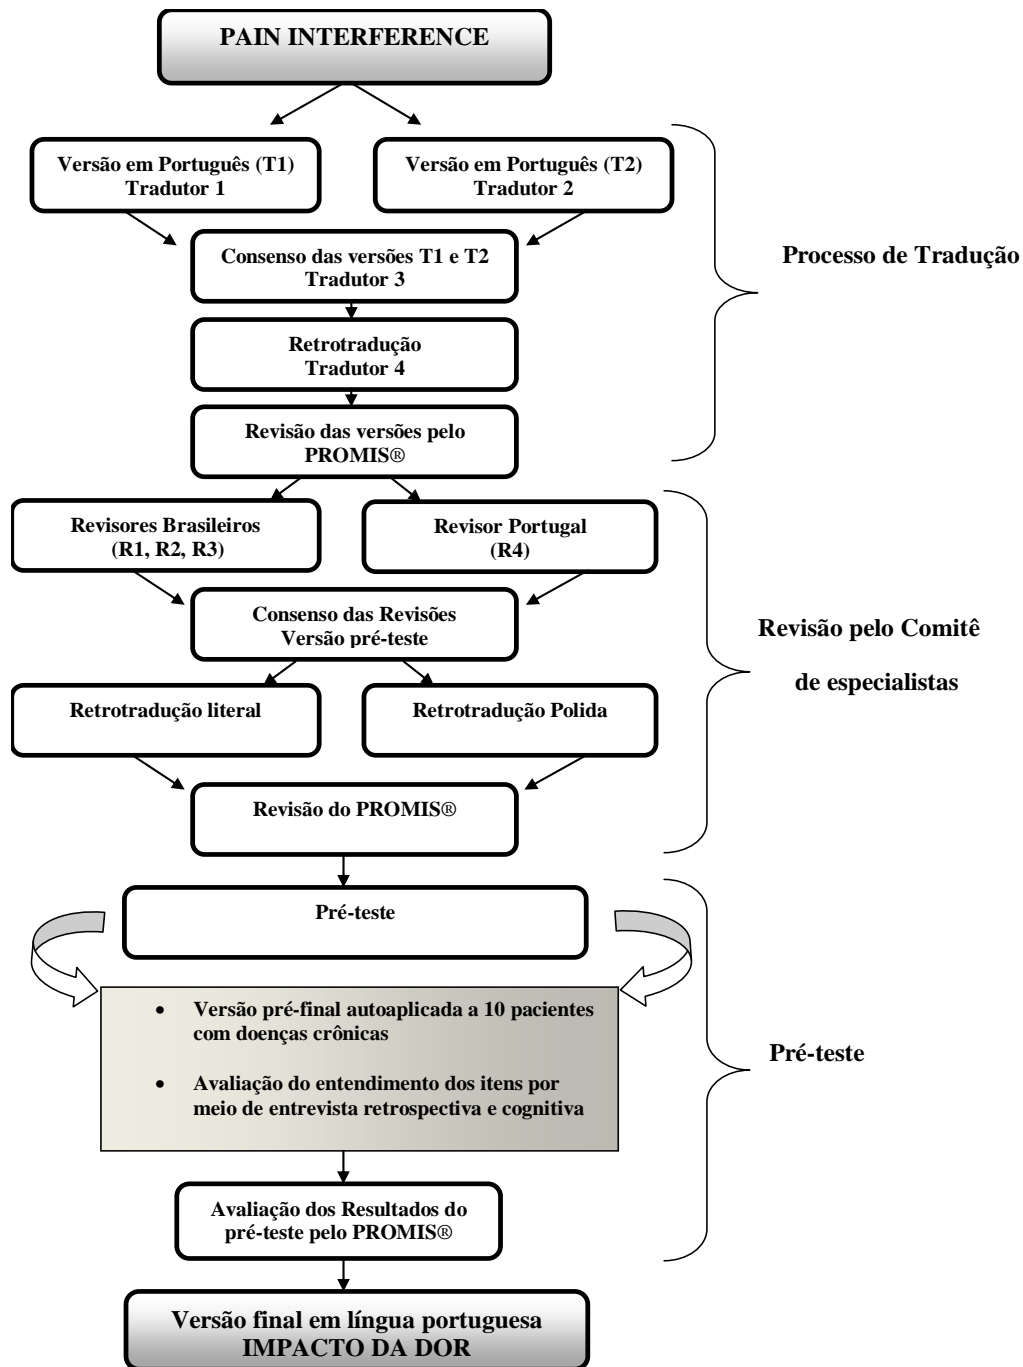 PAIN INTERFERENCE
Versão em Português (T1)
Tradutor 1
Versão em Português (T2)
Tradutor 2
Consenso das versões T1 e T2
Tradutor 3
Retrotradução
Tradutor 4
Revisão das versões pelo
PROMIS®
Processo de Tradução
Revisores Brasileiros
(R1, R2, R3)
Revisor Portugal
(R4)
Consenso das Revisões
Versão pré-teste
Retrotradução literal
Retrotradução Polida
Revisão do PROMIS®
Revisão pelo Comitê
de especialistas
Pré-teste
• Versão pré-final autoaplicada a 10 pacientes
com doenças crônicas
• Avaliação do entendimento dos itens por
meio de entrevista retrospectiva e cognitiva
Avaliação dos Resultados do
pré-teste pelo PROMIS®
Pré-teste
Versão final em língua portuguesa
IMPACTO DA DOR